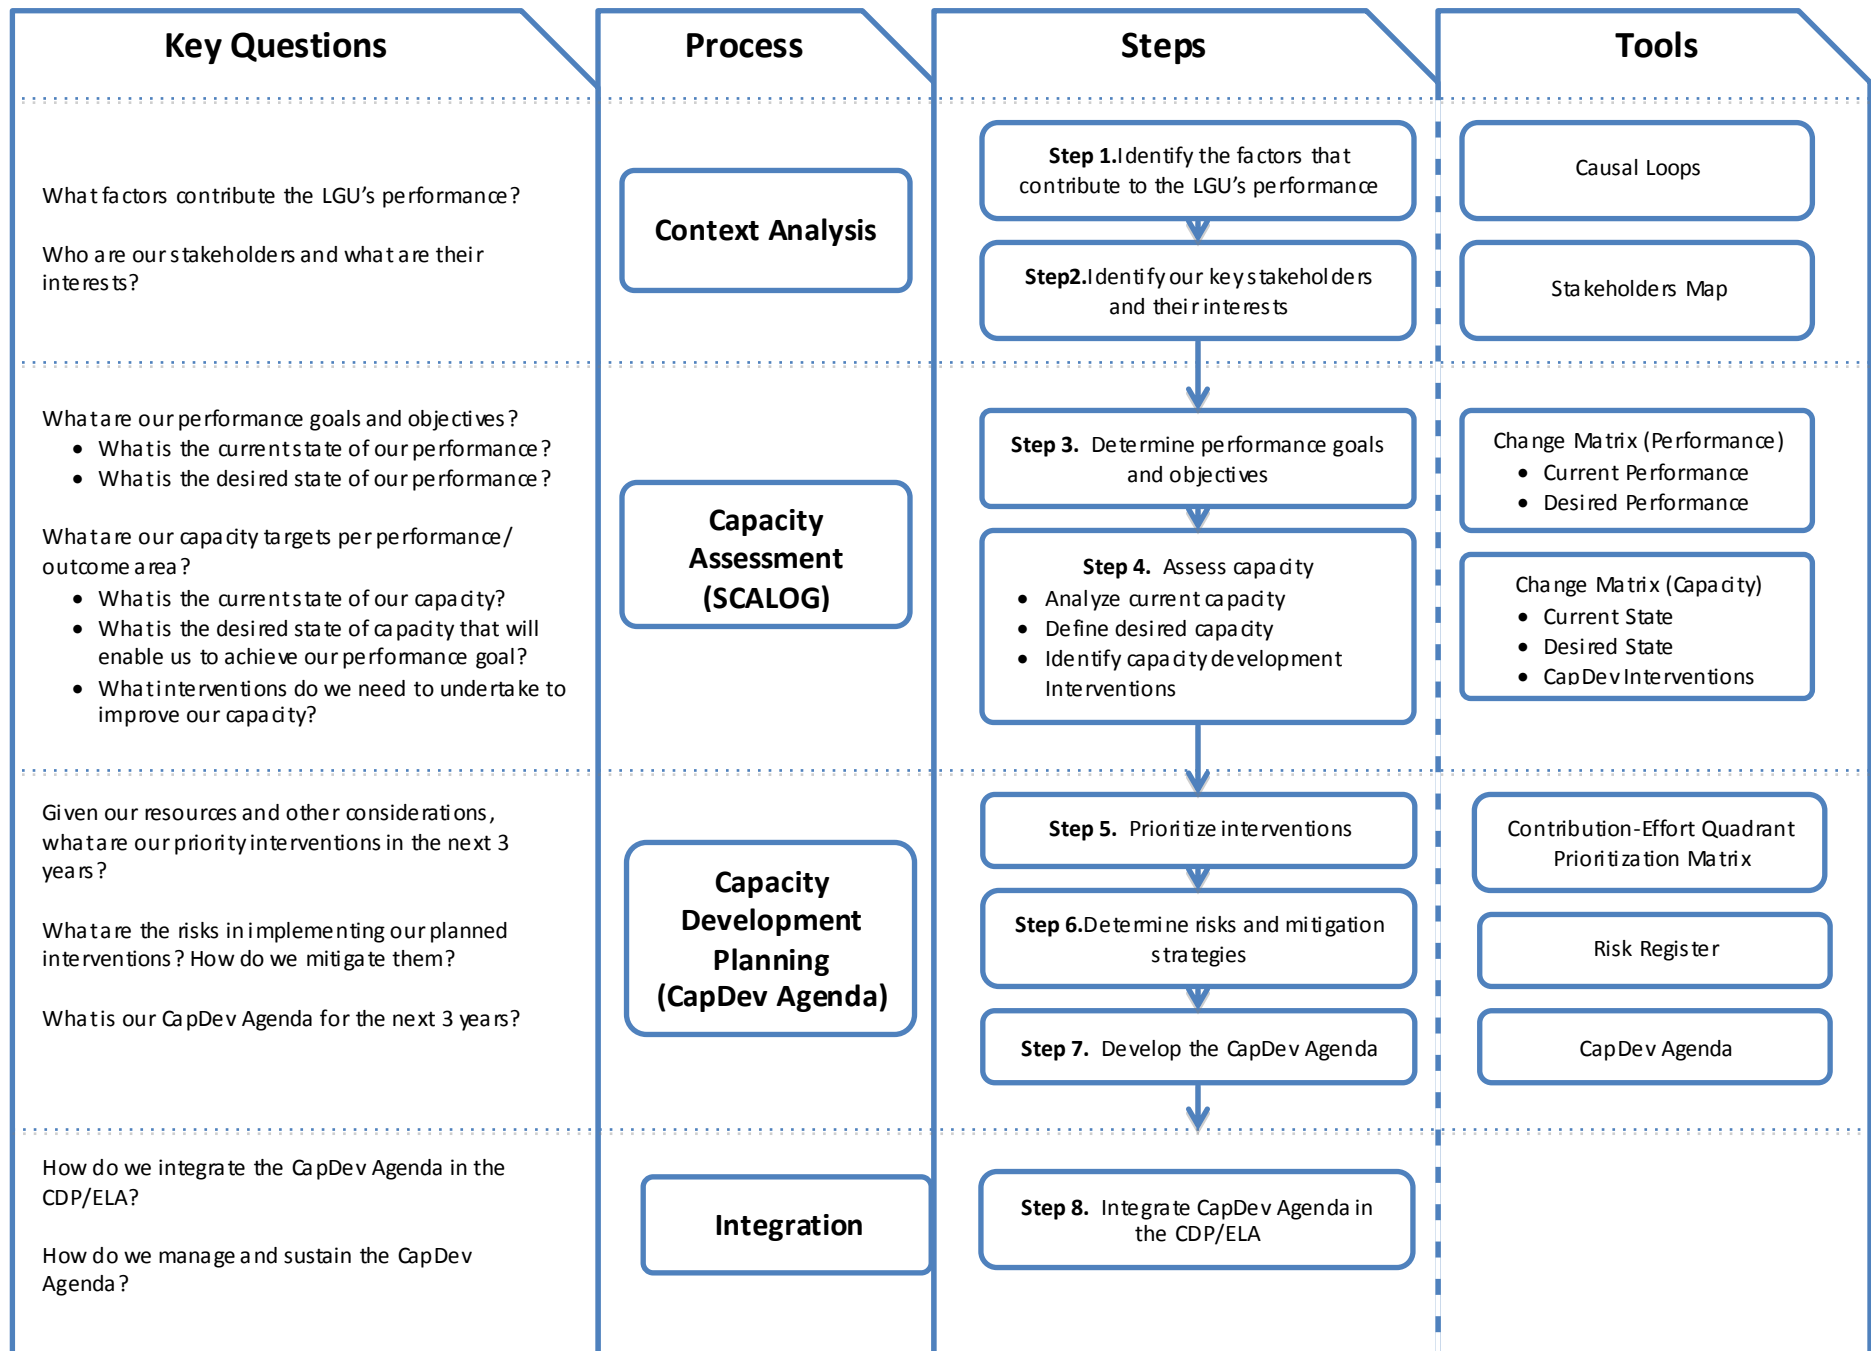 Key Questions
Process
Steps
Tools
What factors contribute the LGU's performance?
Who are our stakeholders and what are their
interests?
Context Analysis
Step 1.Identify the factors that
contribute to the LGU's performance
Step2.Identify our key stakeholders
and their interests
Causal Loops
Stakeholders Map
What are our performance goals and objectives?
• What is the current state of our performance?
• What is the desired state of our performance?
What are our capacity targets per performance/
outcome area?
• What is the current state of our capacity?
• What is the desired state of capacity that will
enable us to achieve our performance goal?
• What interventions do we need to undertake to
improve our capacity?
Capacity
Assessment
(SCALOG)
Step 3. Determine performance goals
and objectives
Step 4. Assess capacity
• Analyze current capacity
• Define desired capacity
• Identify capacity development
Interventions
Change Matrix (Performance)
• Current Performance
• Desired Performance
Change Matrix (Capacity)
• Current State
• Desired State
• CapDev Interventions
Given our resources and other considerations,
what are our priority interventions in the next 3
years?
What are the risks in implementing our planned
interventions? How do we mitigate them?
What is our CapDev Agenda for the next 3 years?
Capacity
Development
Planning
(CapDev Agenda)
Step 5. Prioritize interventions
Step 6.Determine risks and mitigation
strategies
Step 7. Develop the CapDev Agenda
Contribution-Effort Quadrant
Prioritization Matrix
Risk Register
CapDev Agenda
How do we integrate the CapDev Agenda in the
CDP/ELA?
How do we manage and sustain the CapDev
Agenda?
Integration
Step 8. Integrate CapDev Agenda in
the CDP/ELA